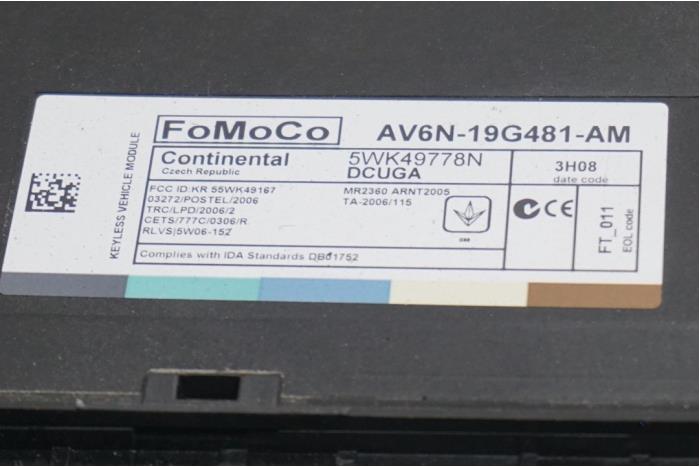 FoMoCo AV6N-19G481-AM
KEYLESS VEHICLE MODULE
Continental 5WK49778N
Czech Republic DCUGA
3H08
date code
FCC ID:KR 55WK49167 MR2360 ARNT2005
03272/POSTEL/2006 TA-2006/115
TRC/LPD/2006/2
CETS/777C/0306/R.
RLVS|5W06-152
Complies with IDA Standards DB01752
CE
FT_011
EOL code